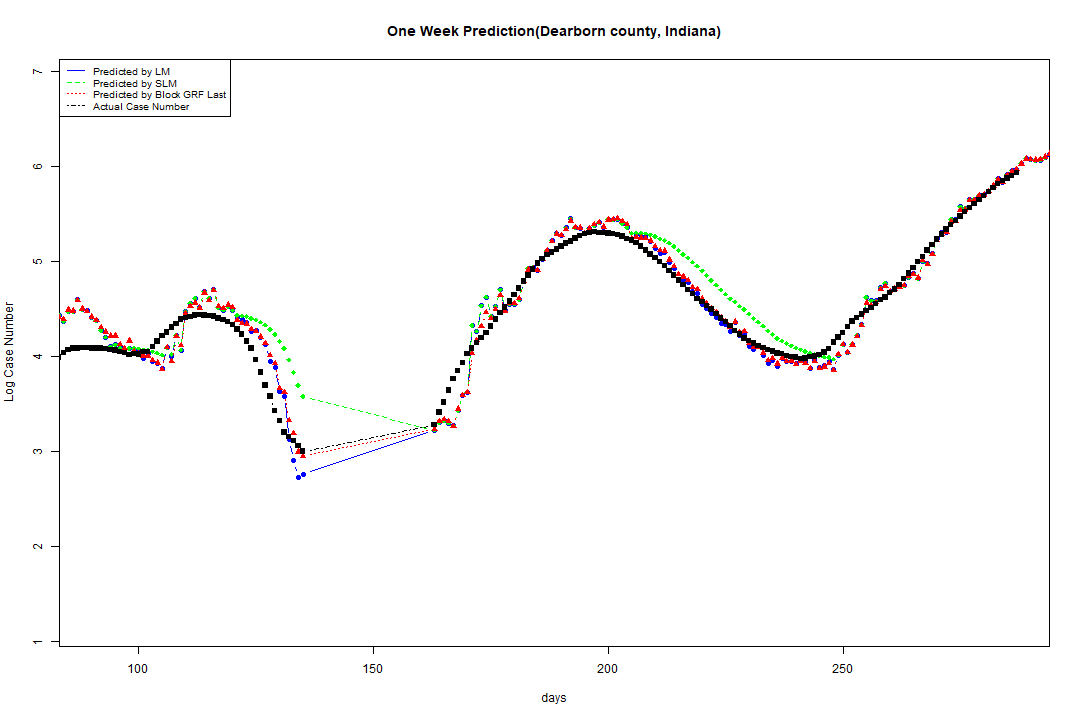 One Week Prediction(Dearborn county, Indiana)
Predicted by LM
Predicted by SLM
Predicted by Block GRF Last
Actual Case Number
7
6
5
4
3
2
1
Log Case Number
100 150 200 250
days